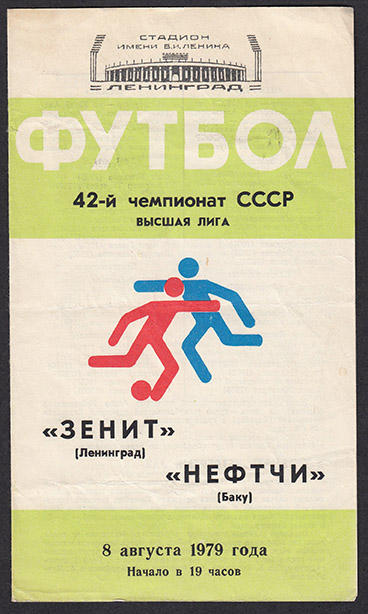 СТАДИОН
ИМЕНИ В.И.ЛЕНИНА
ЛЕНИНГРАД
ФУТБОЛ
42-й чемпионат СССР
ВЫСШАЯ ЛИГА
«ЗЕНИТ»
(Ленинград)
«НЕФТЧИ»
(Баку)
8 августа 1979 года
Начало в 19 часов